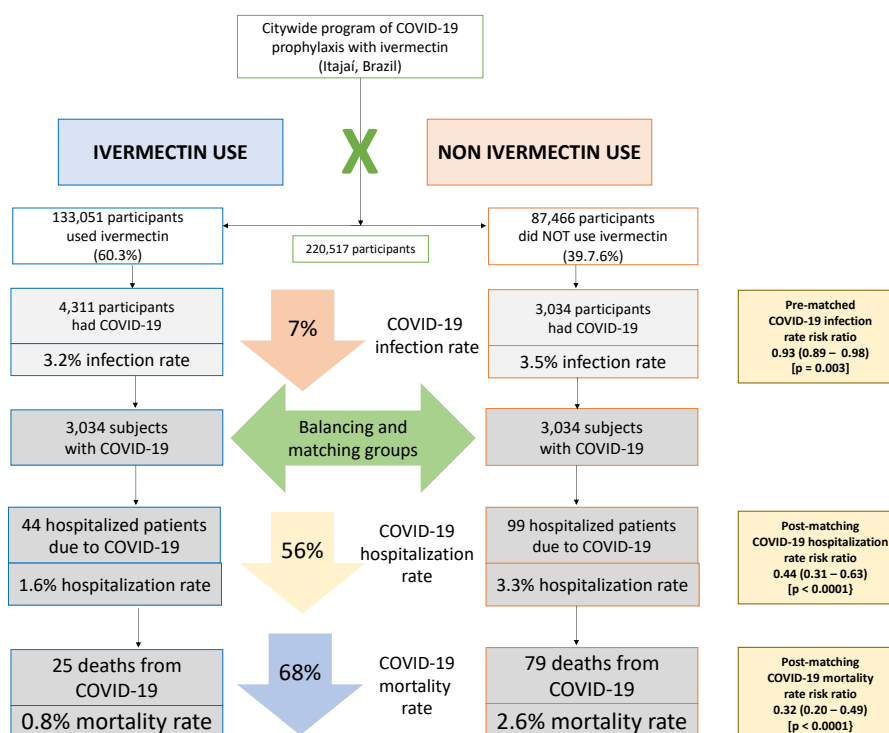 Citywide program of COVID-19
prophylaxis with ivermectin
(Itajaí, Brazil)
IVERMECTIN USE
X
NON IVERMECTIN USE
133,051 participants
used ivermectin
(60.3%)
220,517 participants
87,466 participants
did NOT use ivermectin
(39.7.6%)
4,311 participants
had COVID-19
3.2% infection rate
7%
COVID-19
infection rate
3,034 participants
had COVID-19
3.5% infection rate
Pre-matched
COVID-19 infection
rate risk ratio
0.93 (0.89 – 0.98)
[p = 0.003]
3,034 subjects
with COVID-19
Balancing and
matching groups
3,034 subjects
with COVID-19
44 hospitalized patients
due to COVID-19
1.6% hospitalization rate
56%
COVID-19
hospitalization
rate
99 hospitalized patients
due to COVID-19
3.3% hospitalization rate
Post-matching
COVID-19 hospitalization
rate risk ratio
0.44 (0.31 – 0.63)
[p < 0.0001}
25 deaths from
COVID-19
0.8% mortality rate
68%
COVID-19
mortality rate
79 deaths from
COVID-19
2.6% mortality rate
Post-matching
COVID-19 mortality
rate risk ratio
0.32 (0.20 – 0.49)
[p < 0.0001}